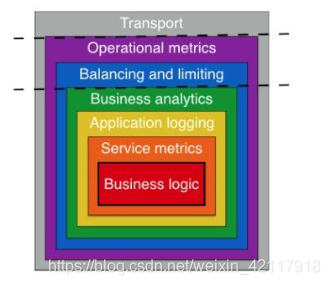 Transport
Operational metrics
Balancing and limiting
Business analytics
Application logging
Service metrics
Business logic
https://blog.csdn.net/weixin_42117918